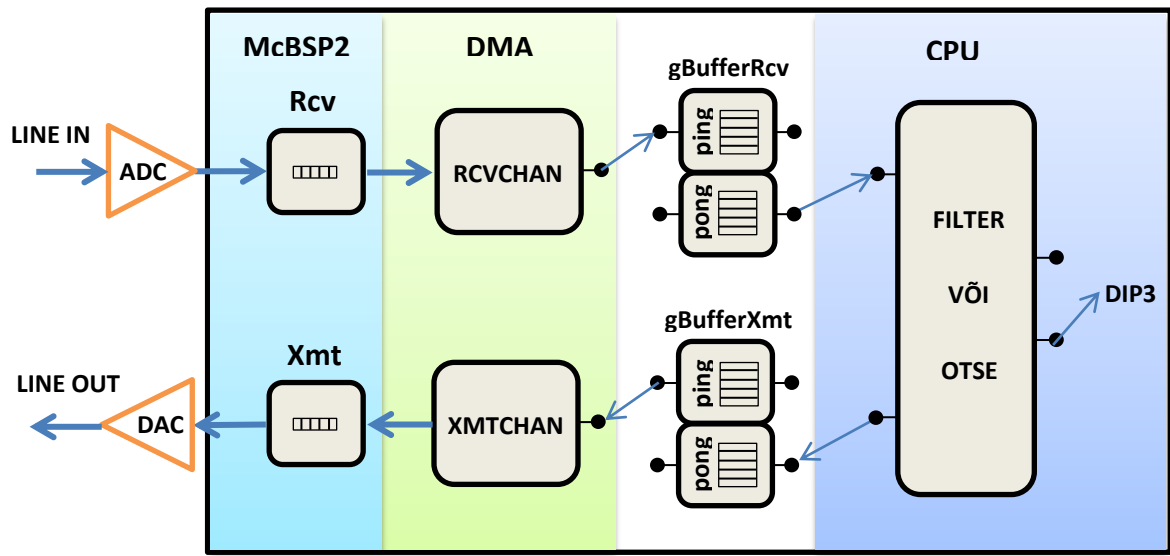 McBSP2
DMA
CPU
gBufferRcv
Rcv
LINE IN
ADC
RCVCHAN
ping
pong
FILTER
VÕI
OTSE
DIP3
gBufferXmt
Xmt
LINE OUT
DAC
XMTCHAN
ping
pong